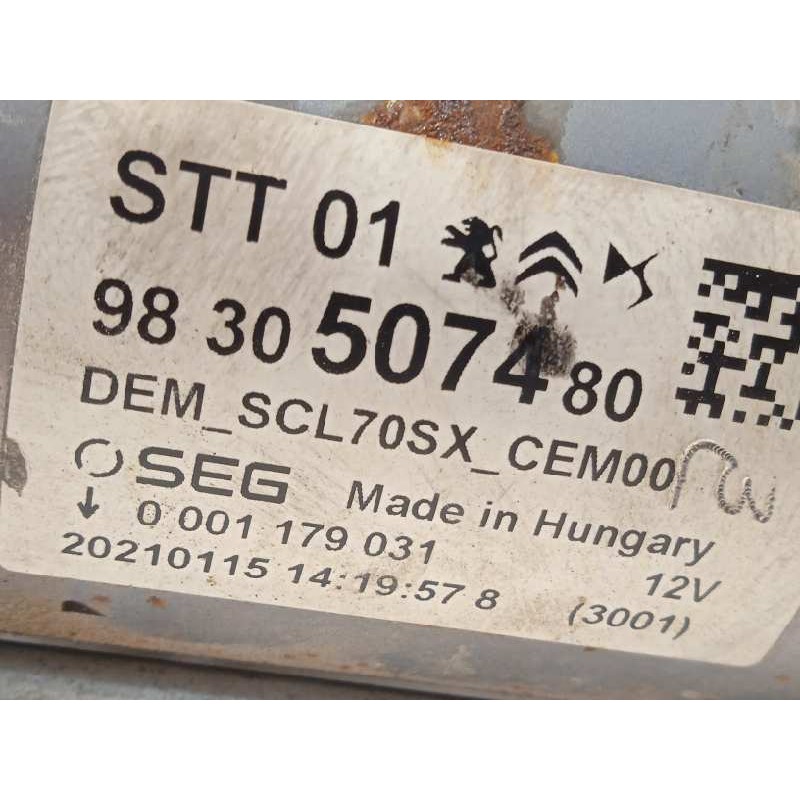 STT 01
98 30 5074 80
DEM_SCL70SX_CEM00
SEG Made in Hungary
0 001 179 031 12V
20210115 14:19:57 8 (3001)